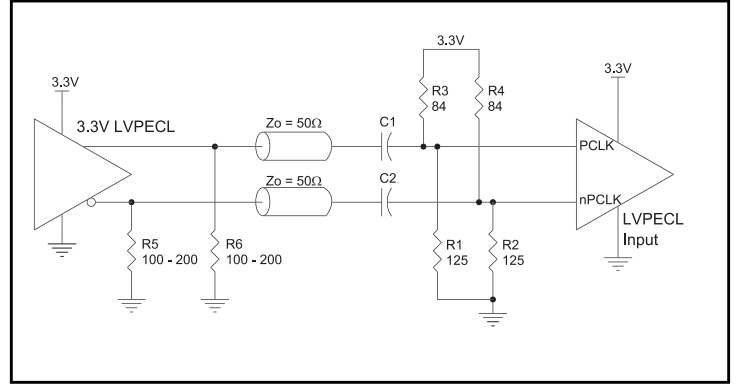 3.3V
3.3V
3.3V
R3
84
R4
84
3.3V LVPECL
Zo = 50Ω
C1
PCLK
Zo = 50Ω
C2
nPCLK
LVPECL
Input
R5
100 - 200
R6
100 - 200
R1
125
R2
125